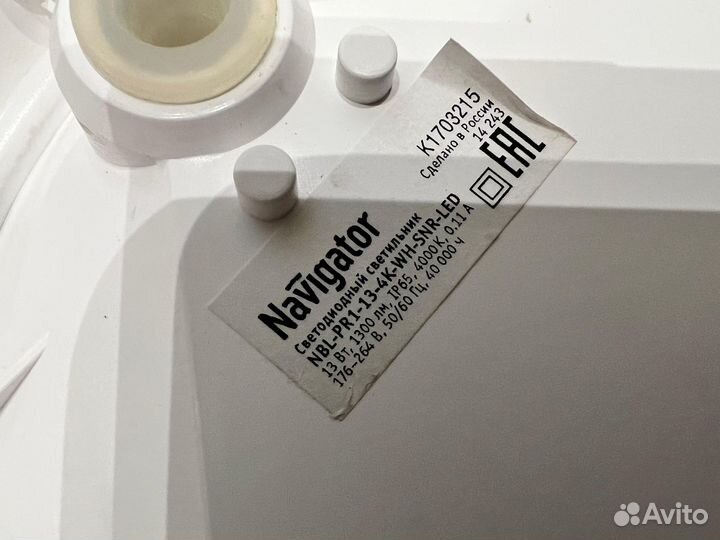 Navigator
Светодиодный светильник
NBL-PR1-13-4K-WH-SNR-LED
13 Вт, 1300 лм, IP65, 4000 К, 0.11 А
176-264 В, 50/60 Гц, 40 000 ч
K1703215
Сделано в России
14 243
EAC
Avito